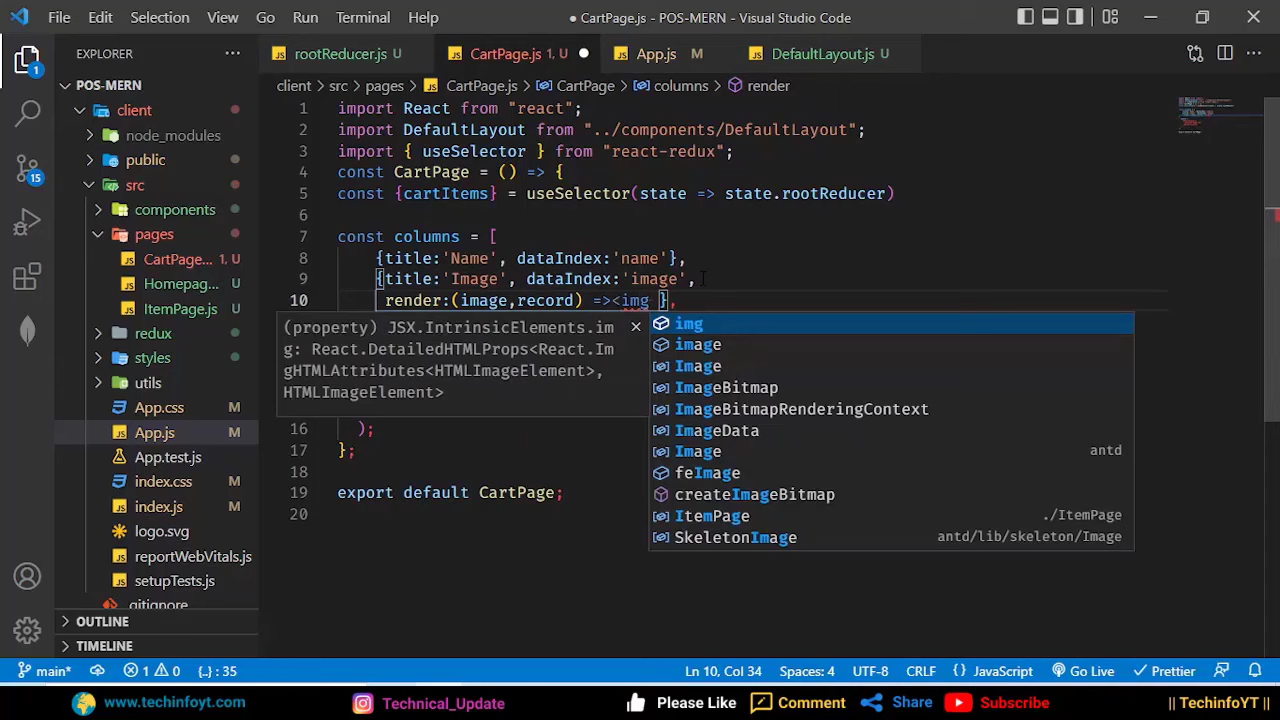 File Edit Selection View Go Run Terminal Help
● CartPage.js - POS-MERN - Visual Studio Code
EXPLORER
rootReducer.js U
CartPage.js 1, U
App.js M
DefaultLayout.js U
client > src > pages > CartPage.js > CartPage > columns > render
POS-MERN
client
node_modules
public
src
components
pages
CartPage... 1, U
Homepag... U
ItemPage.js U
redux
styles
utils
App.css M
App.js M
App.test.js
index.css M
index.js M
logo.svg
reportWebVitals.js
setupTests.js
.gitignore
OUTLINE
TIMELINE
1
15
1 import React from "react";
2 import DefaultLayout from "../components/DefaultLayout";
3 import { useSelector } from "react-redux";
4 const CartPage = () => {
5 const {cartItems} = useSelector(state => state.rootReducer)
6
7 const columns = [
8 {title:'Name', dataIndex:'name'},
9 {title:'Image', dataIndex:'image',
10 render:(image,record) =><img },
(property) JSX.IntrinsicElements.im
g: React.DetailedHTMLProps<React.Im
gHTMLAttributes<HTMLImageElement>,
HTMLImageElement>
img
image
Image
ImageBitmap
ImageBitmapRenderingContext
ImageData
Image antd
feImage
createImageBitmap
ItemPage ./ItemPage
SkeletonImage antd/lib/skeleton/Image
16 );
17 };
18
19 export default CartPage;
20
main* 1 0 {..} : 35 Ln 10, Col 34 Spaces: 4 UTF-8 CRLF {} JavaScript Go Live Prettier
www.techinfoyt.com Technical_Update Please Like Comment Share Subscribe || TechinfoYT ||